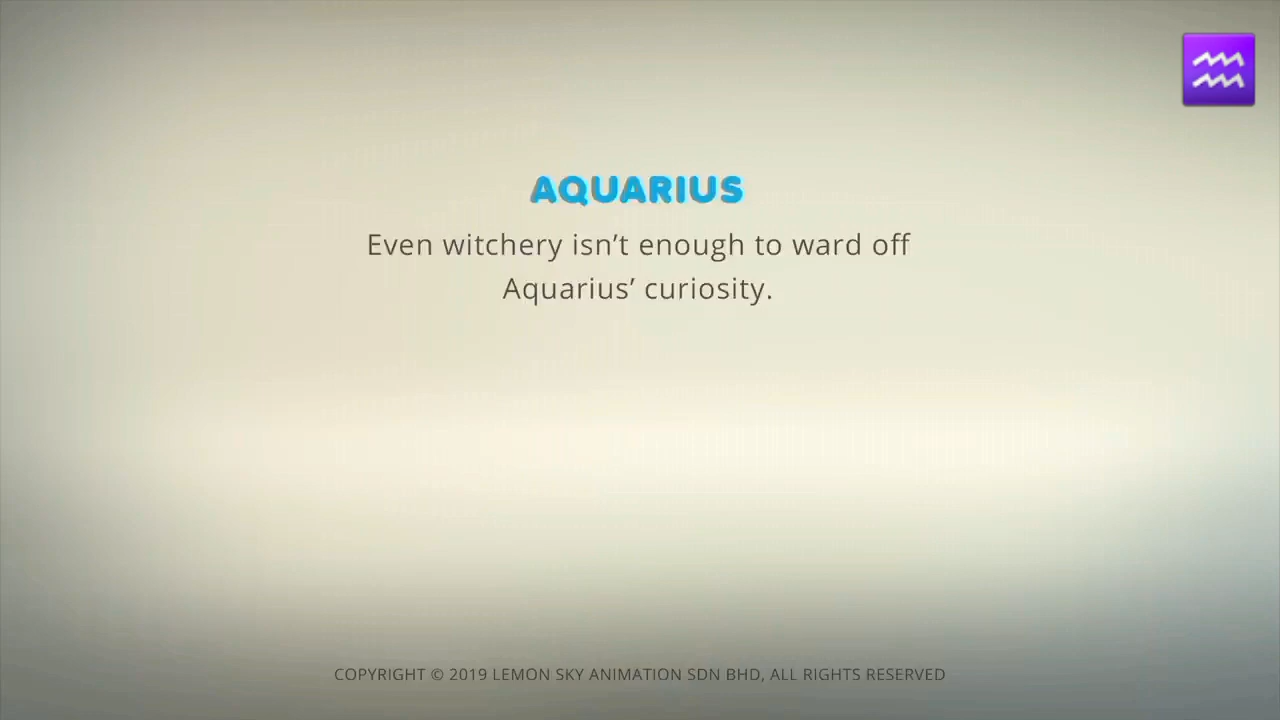 AQUARIUS
Even witchery isn’t enough to ward off
Aquarius’ curiosity.
COPYRIGHT © 2019 LEMON SKY ANIMATION SDN BHD, ALL RIGHTS RESERVED